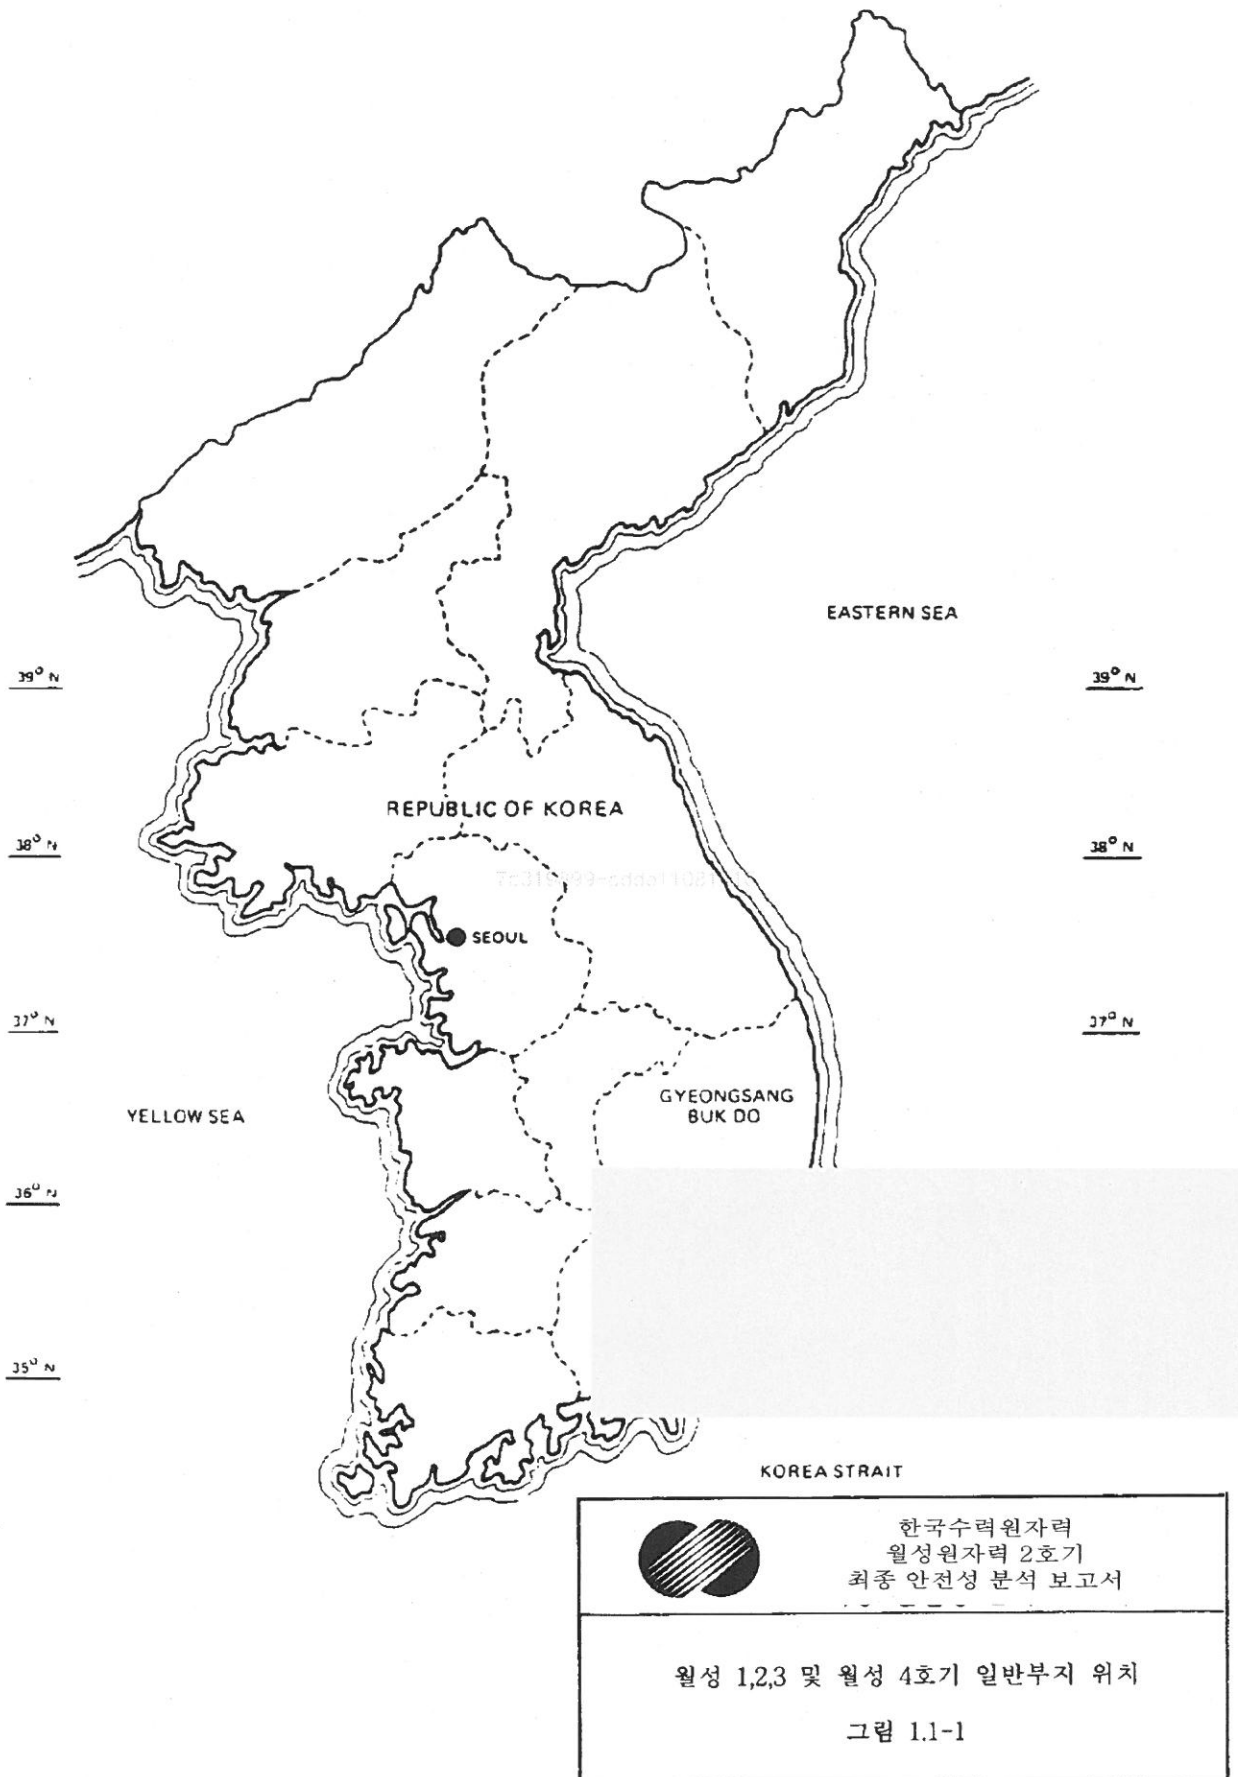 EASTERN SEA
39° N
39° N
REPUBLIC OF KOREA
38° N
38° N
SEOUL
37° N
37° N
GYEONGSANG
BUK DO
YELLOW SEA
36° N
35° N
KOREA STRAIT
한국수력원자력
월성원자력 2호기
최종 안전성 분석 보고서
월성 1,2,3 및 월성 4호기 일반부지 위치
그림 1.1-1